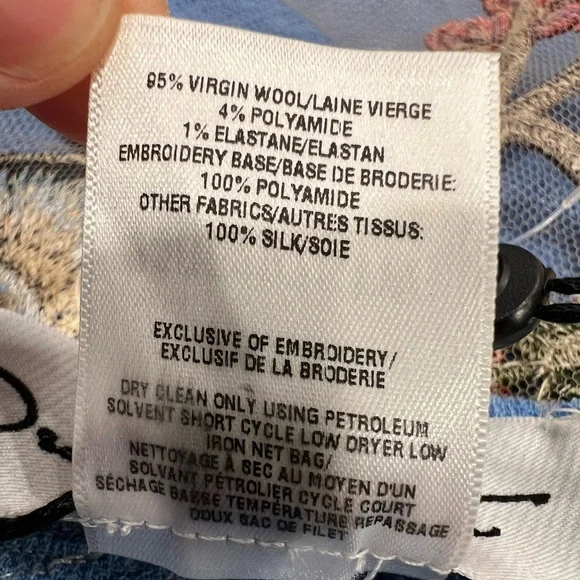 95% VIRGIN WOOL/LAINE VIERGE
4% POLYAMIDE
1% ELASTANE/ELASTAN
EMBROIDERY BASE/BASE DE BRODERIE:
100% POLYAMIDE
OTHER FABRICS/AUTRES TISSUS:
100% SILK/SOIE
EXCLUSIVE OF EMBROIDERY/
EXCLUSIF DE LA BRODERIE
DRY CLEAN ONLY USING PETROLEUM
SOLVENT SHORT CYCLE LOW DRYER LOW
IRON NET BAG/
NETTOYAGE À SEC AU MOYEN D'UN
SOLVANT PÉTROLIER CYCLE COURT
SÉCHAGE BASSE TEMPÉRATURE REPASSAGE
DOUX SAC DE FILET